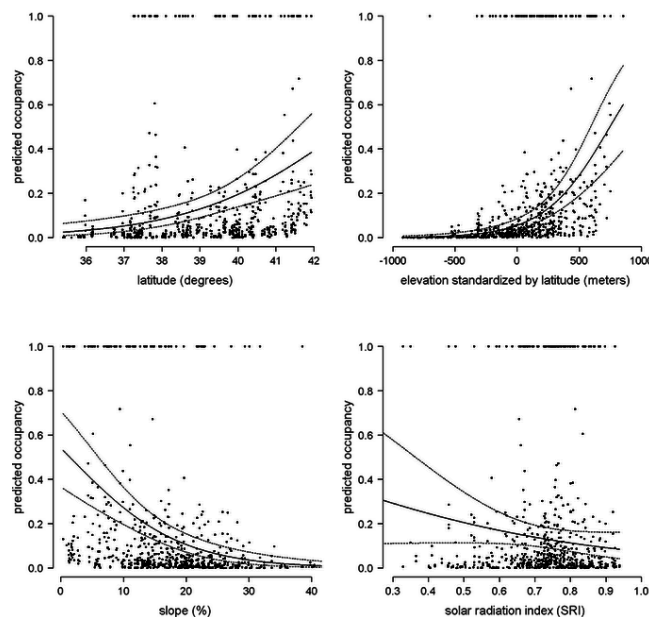 predicted occupancy
1.0
0.8
0.6
0.4
0.2
0.0
36 37 38 39 40 41 42
latitude (degrees)
predicted occupancy
1.0
0.8
0.6
0.4
0.2
0.0
-1000 -500 0 500 1000
elevation standardized by latitude (meters)
predicted occupancy
1.0
0.8
0.6
0.4
0.2
0.0
0 10 20 30 40
slope (%)
predicted occupancy
1.0
0.8
0.6
0.4
0.2
0.0
0.3 0.4 0.5 0.6 0.7 0.8 0.9 1.0
solar radiation index (SRI)